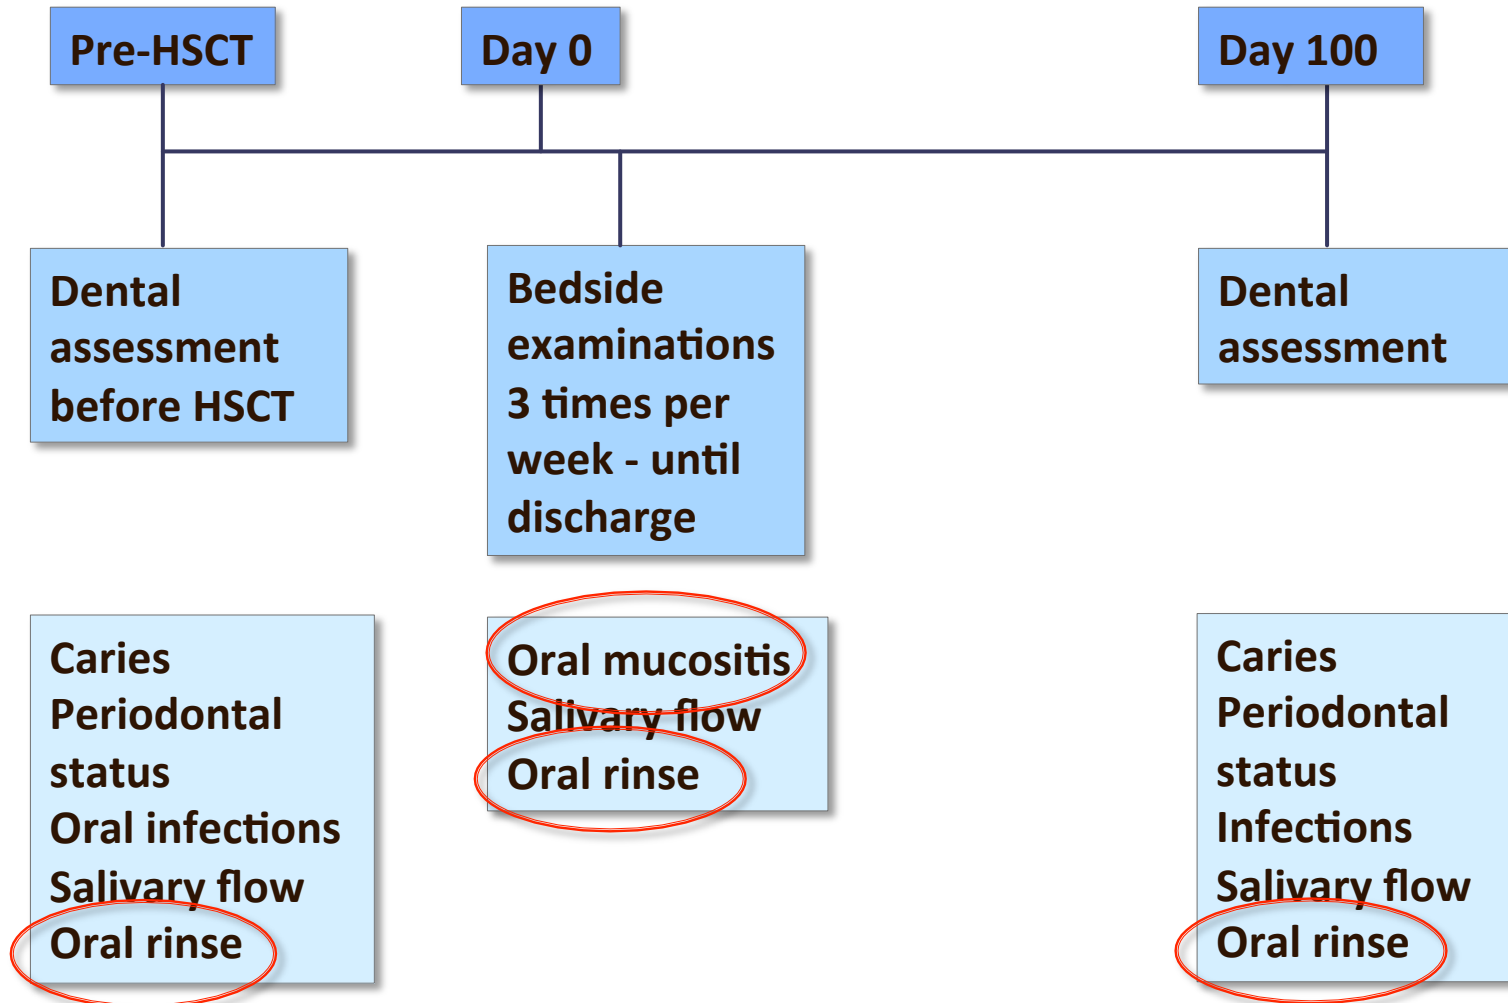 Pre-HSCT
Day 0
Day 100
Dental
assessment
before HSCT
Bedside
examinations
3 times per
week - until
discharge
Dental
assessment
Caries
Periodontal
status
Oral infections
Salivary flow
Oral rinse
Oral mucositis
Salivary flow
Oral rinse
Caries
Periodontal
status
Infections
Salivary flow
Oral rinse